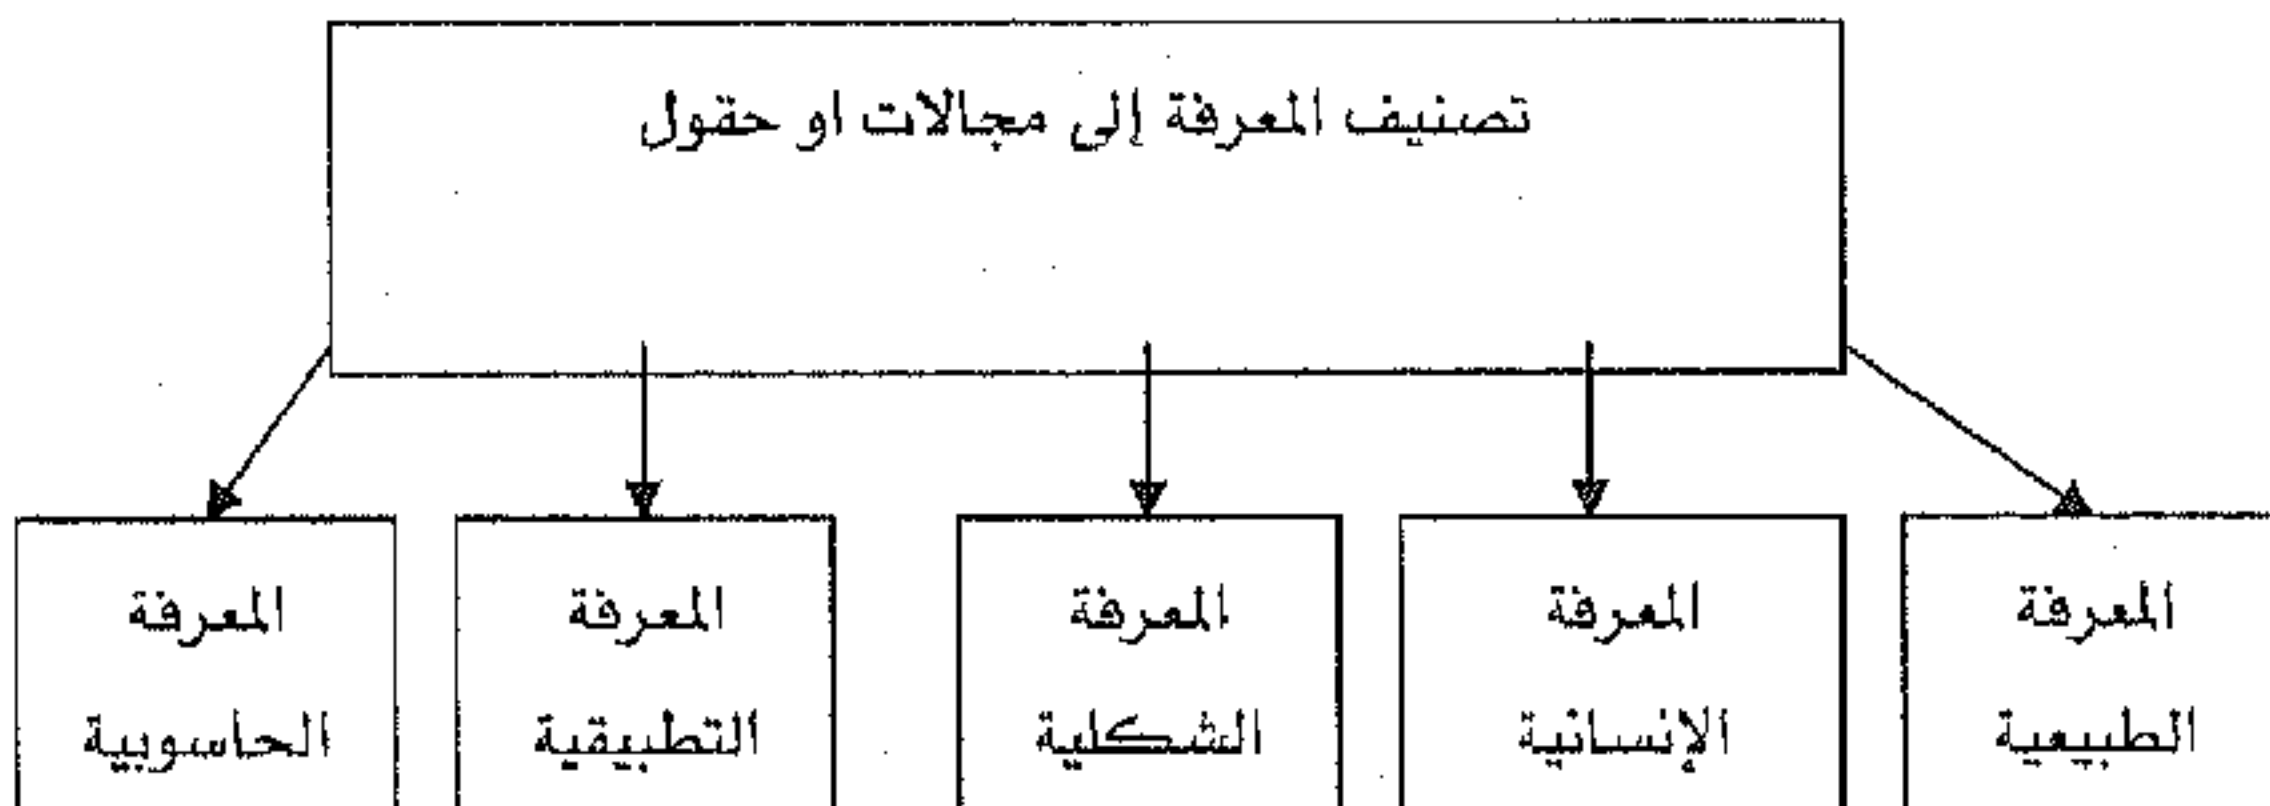 تصنيف المعرفة إلى مجالات او حقول
المعرفة
الطبيعية
المعرفة
الإنسانية
المعرفة
الشكلية
المعرفة
التطبيقية
المعرفة
الحاسوبية